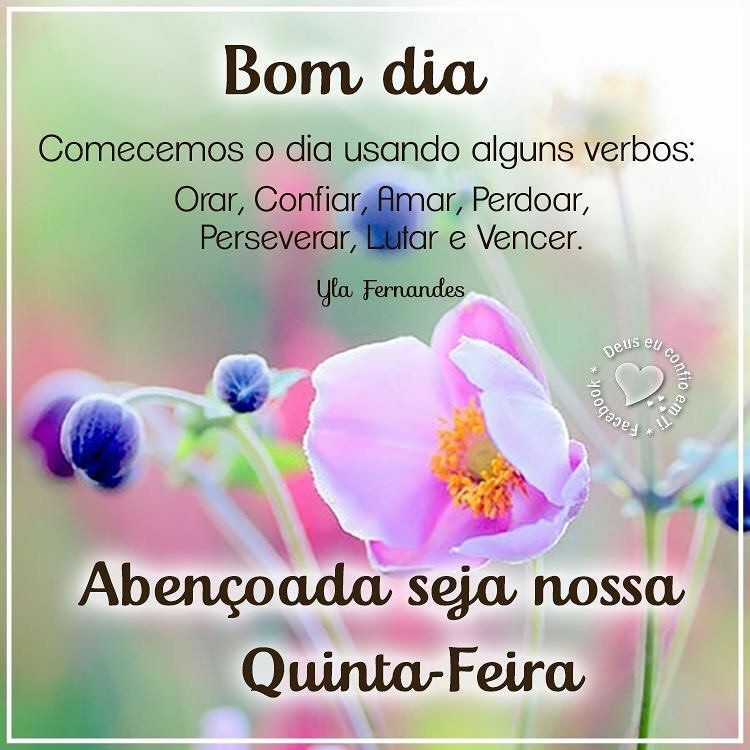 Bom dia
Comecemos o dia usando alguns verbos:
Orar, Confiar, Amar, Perdoar,
Perseverar, Lutar e Vencer.
Yla Fernandes
Deus eu confio em Ti * Facebook *
Abençoada seja nossa
Quinta-Feira